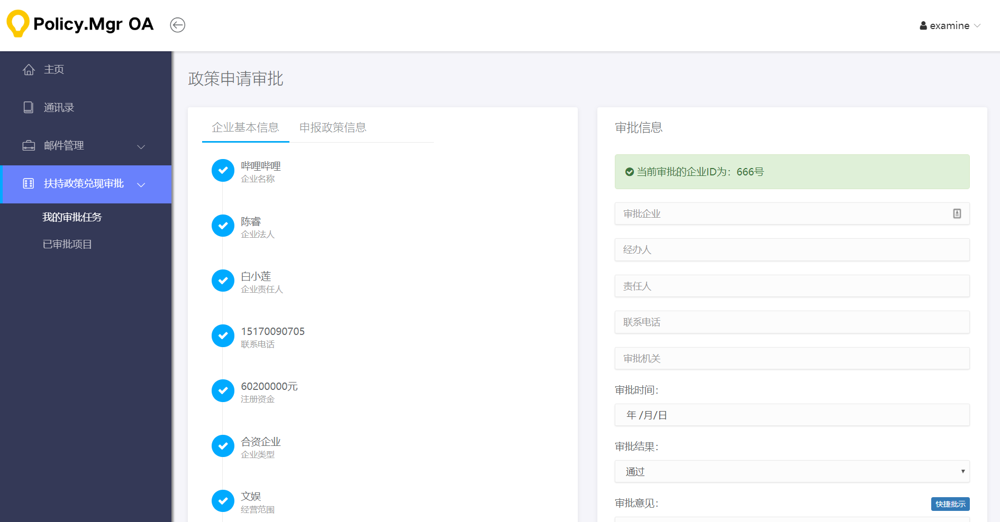 Policy.Mgr OA
examine
主页
通讯录
邮件管理
扶持政策兑现审批
我的审批任务
已审批项目
政策申请审批
企业基本信息
申报政策信息
哔哩哔哩
企业名称
陈睿
企业法人
白小莲
企业责任人
15170090705
联系电话
60200000元
注册资金
合资企业
企业类型
文娱
经营范围
审批信息
当前审批的企业ID为：666号
审批企业
经办人
责任人
联系电话
审批机关
审批时间：
年 /月/日
审批结果：
通过
审批意见：
快捷批示